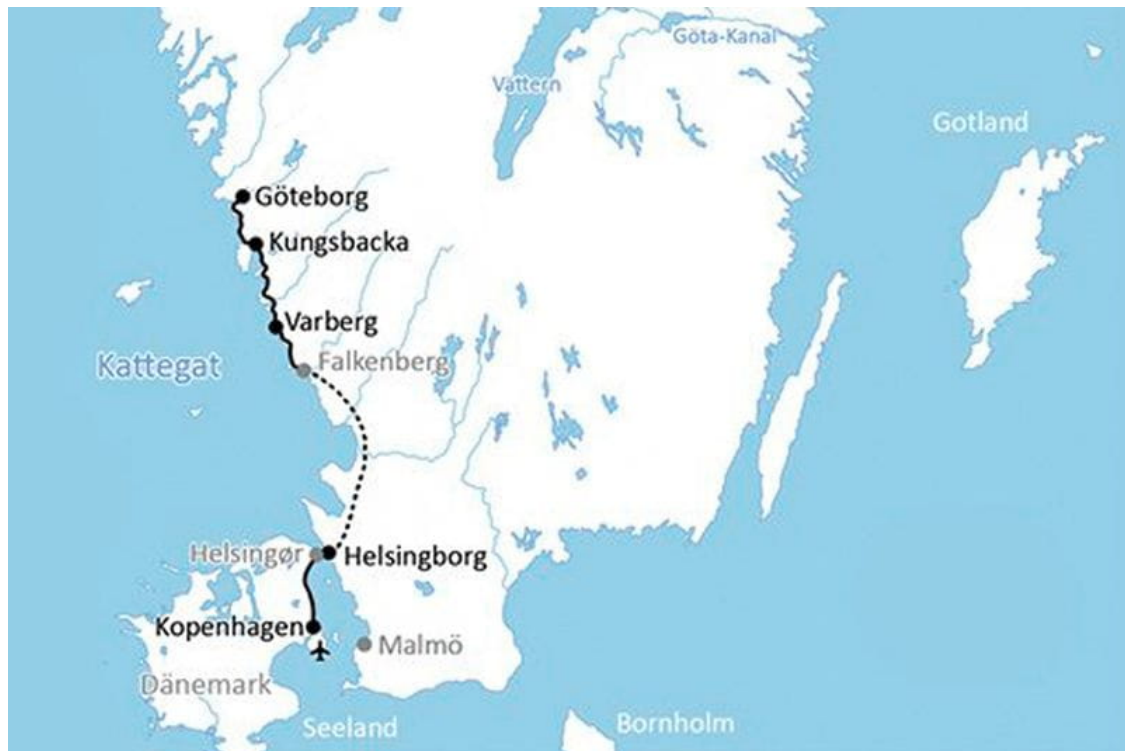 Göta-Kanal
Vättern
Gotland
Göteborg
Kungsbacka
Varberg
Falkenberg
Kattegat
Helsingør
Helsingborg
Kopenhagen
Malmö
Dänemark
Seeland
Bornholm